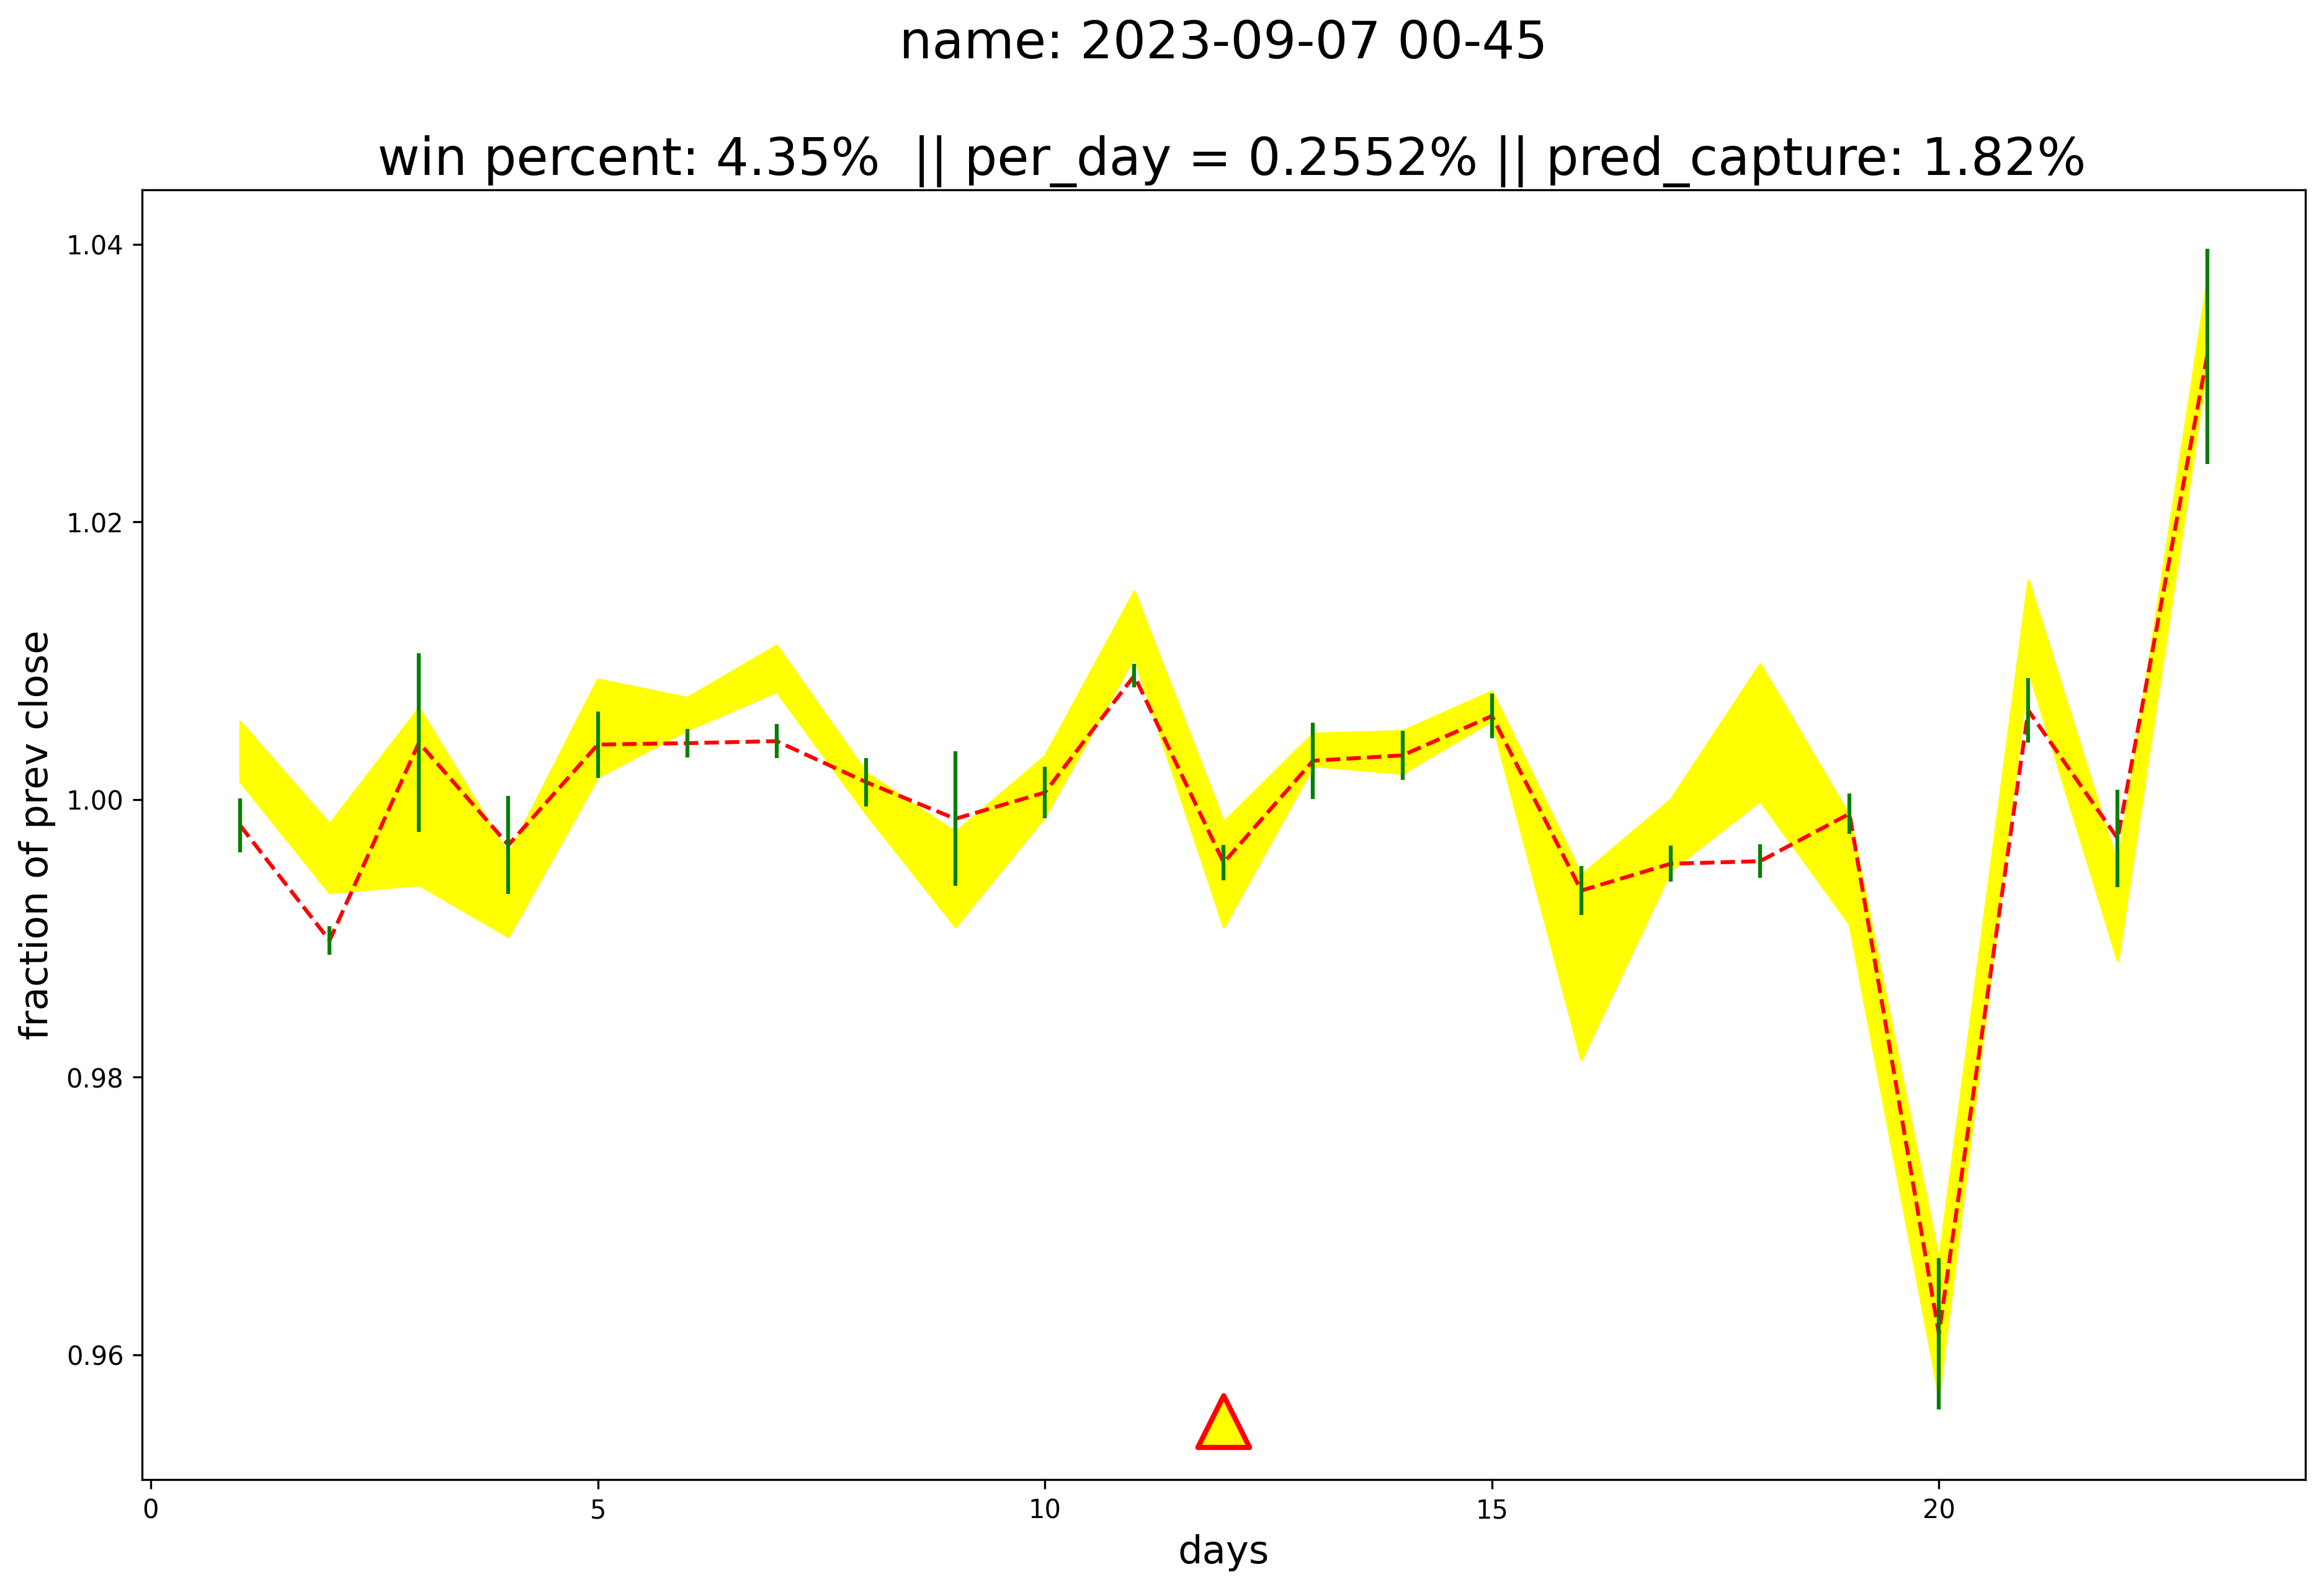 name: 2023-09-07 00-45
win percent: 4.35%  || per_day = 0.2552% || pred_capture: 1.82%
1.04
1.02
1.00
0.98
0.96
fraction of prev close
0 5 10 15 20
days